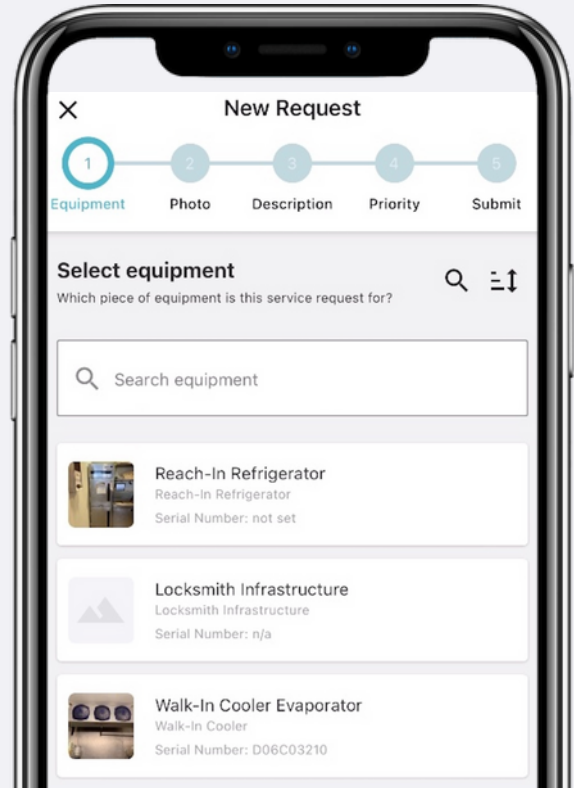 New Request
1
2
3
4
5
Equipment
Photo
Description
Priority
Submit
Select equipment
Which piece of equipment is this service request for?
Search equipment
Reach-In Refrigerator
Reach-In Refrigerator
Serial Number: not set
Locksmith Infrastructure
Locksmith Infrastructure
Serial Number: n/a
Walk-In Cooler Evaporator
Walk-In Cooler
Serial Number: D06C03210